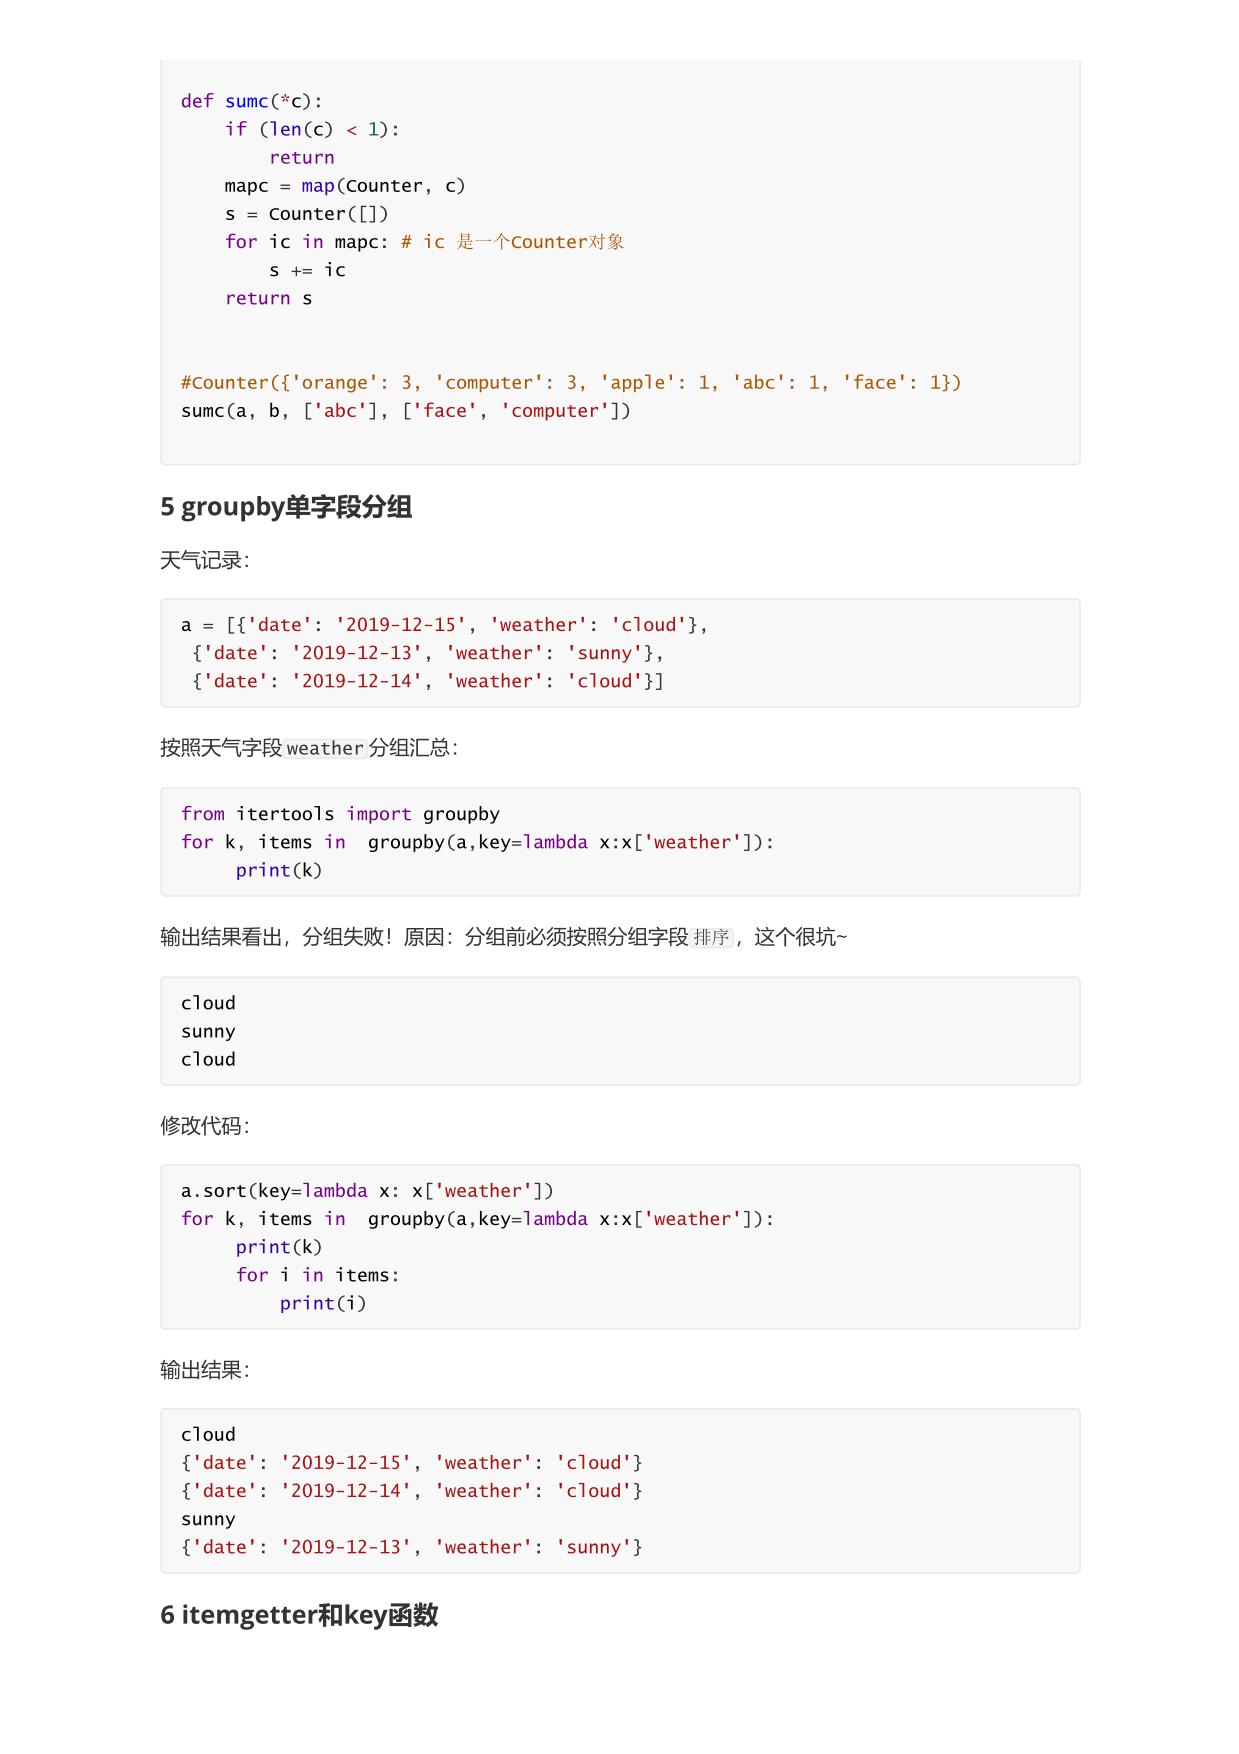 def sumc(*c):
    if (len(c) < 1):
        return
    mapc = map(Counter, c)
    s = Counter([])
    for ic in mapc: # ic 是一个Counter对象
        s += ic
    return s
#Counter({'orange': 3, 'computer': 3, 'apple': 1, 'abc': 1, 'face': 1})
sumc(a, b, ['abc'], ['face', 'computer'])
5 groupby单字段分组
天气记录：
a = [{'date': '2019-12-15', 'weather': 'cloud'},
 {'date': '2019-12-13', 'weather': 'sunny'},
 {'date': '2019-12-14', 'weather': 'cloud'}]
按照天气字段weather分组汇总：
from itertools import groupby
for k, items in  groupby(a,key=lambda x:x['weather']):
     print(k)
输出结果看出，分组失败！原因：分组前必须按照分组字段排序，这个很坑~
cloud
sunny
cloud
修改代码：
a.sort(key=lambda x: x['weather'])
for k, items in  groupby(a,key=lambda x:x['weather']):
     print(k)
     for i in items:
         print(i)
输出结果：
cloud
{'date': '2019-12-15', 'weather': 'cloud'}
{'date': '2019-12-14', 'weather': 'cloud'}
sunny
{'date': '2019-12-13', 'weather': 'sunny'}
6 itemgetter和key函数